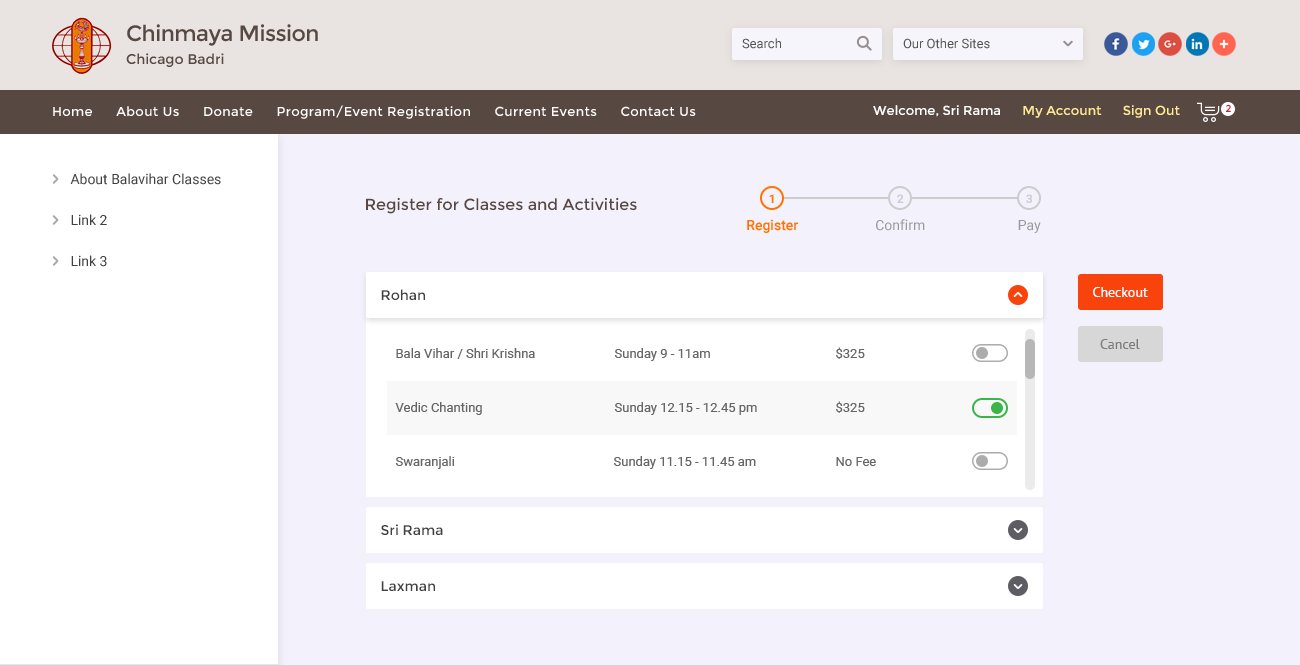 Chinmaya Mission
Chicago Badri
Search
Our Other Sites
f
G+
in
+
Home About Us Donate Program/Event Registration Current Events Contact Us
Welcome, Sri Rama My Account Sign Out 2
About Balavihar Classes
Link 2
Link 3
Register for Classes and Activities
1 2 3
Register Confirm Pay
Rohan
Checkout
Cancel
Bala Vihar / Shri Krishna Sunday 9 - 11am $325
Vedic Chanting Sunday 12.15 - 12.45 pm $325
Swaranjali Sunday 11.15 - 11.45 am No Fee
Sri Rama
Laxman